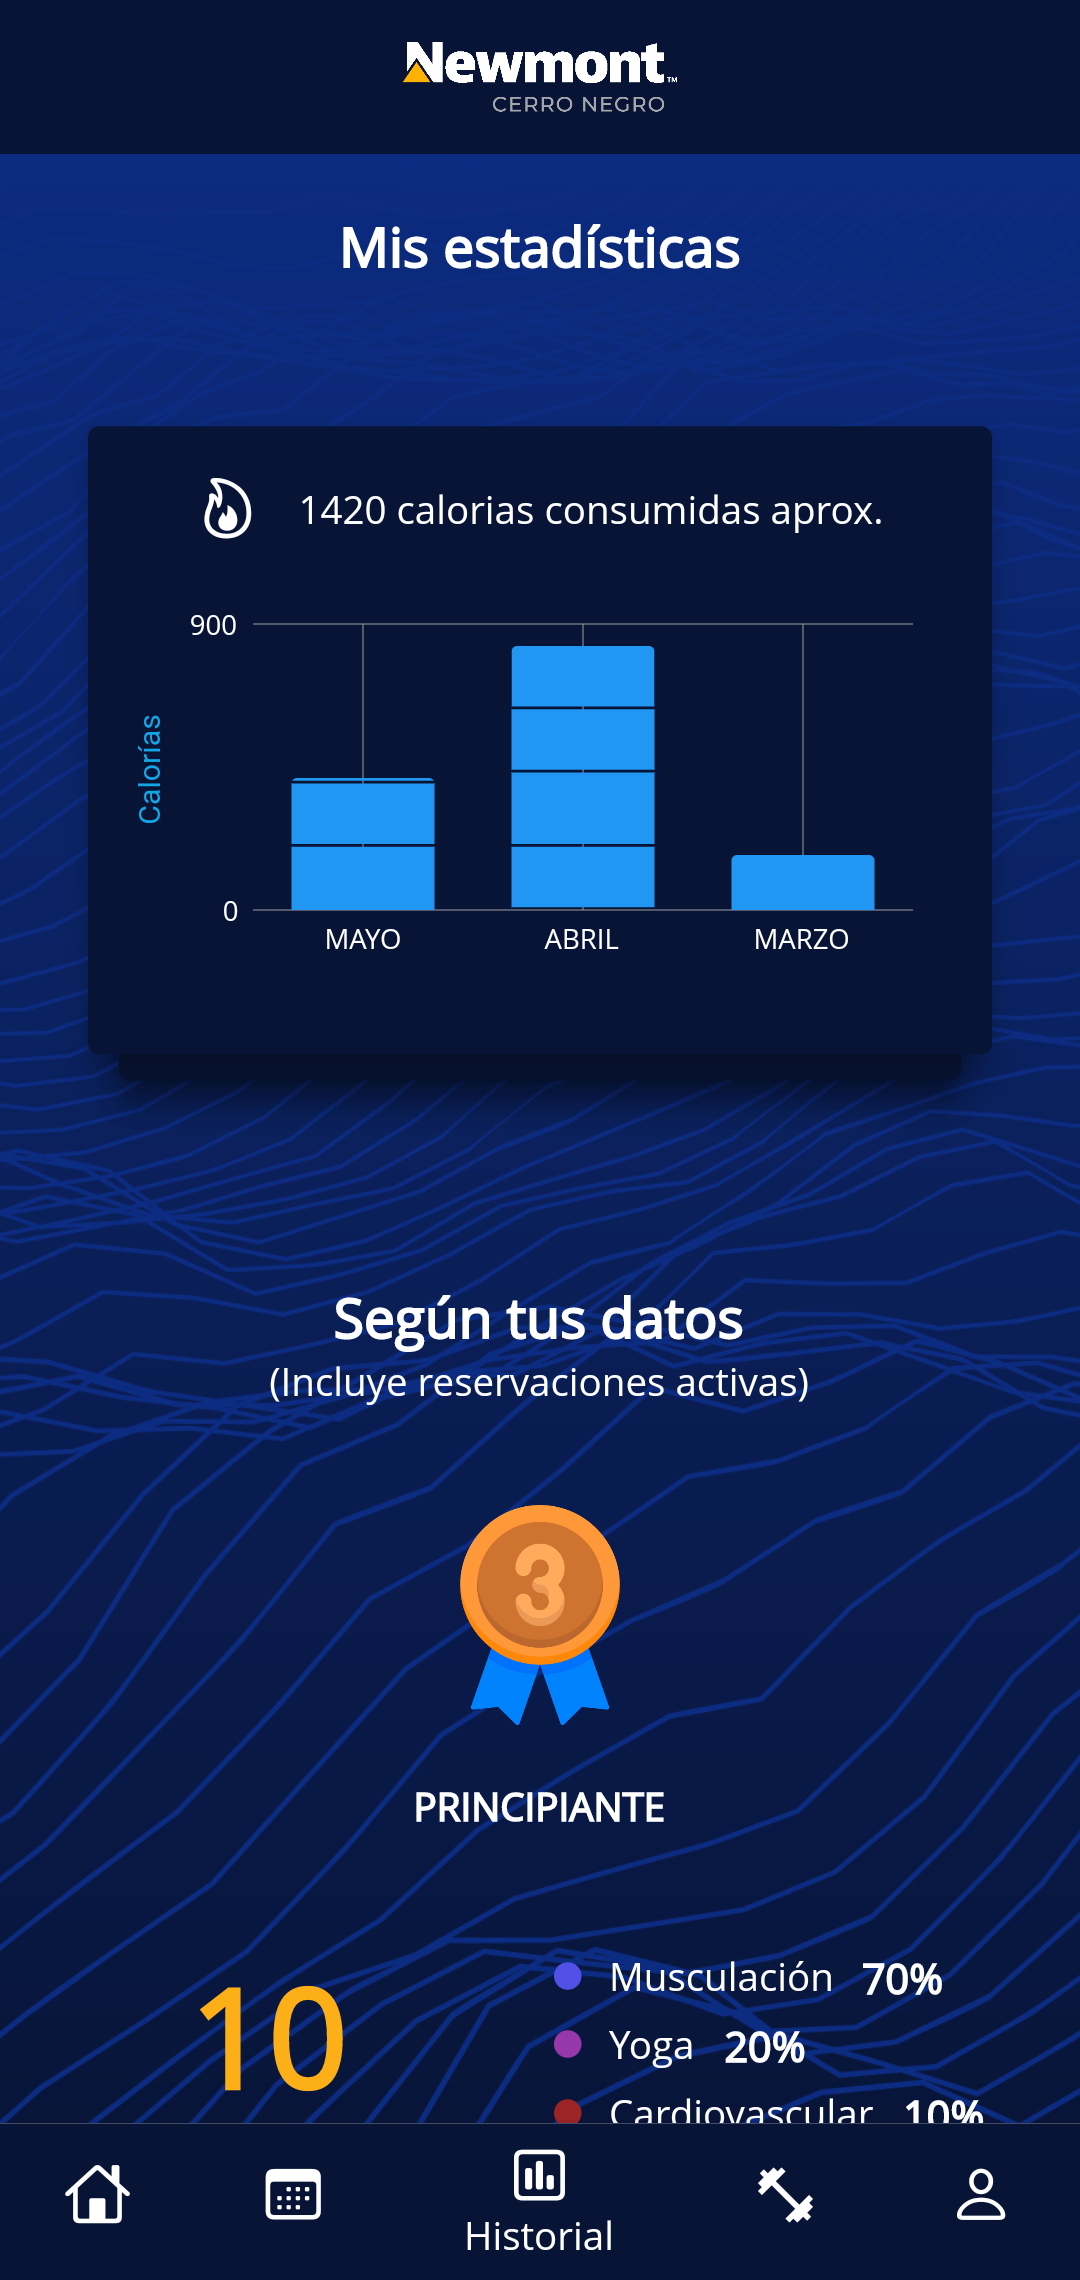 Newmont™
CERRO NEGRO
Mis estadísticas
1420 calorias consumidas aprox.
900
Calorías
0
MAYO ABRIL MARZO
Según tus datos
(Incluye reservaciones activas)
3
PRINCIPIANTE
10
Musculación 70%
Yoga 20%
Cardiovascular 10%
Historial